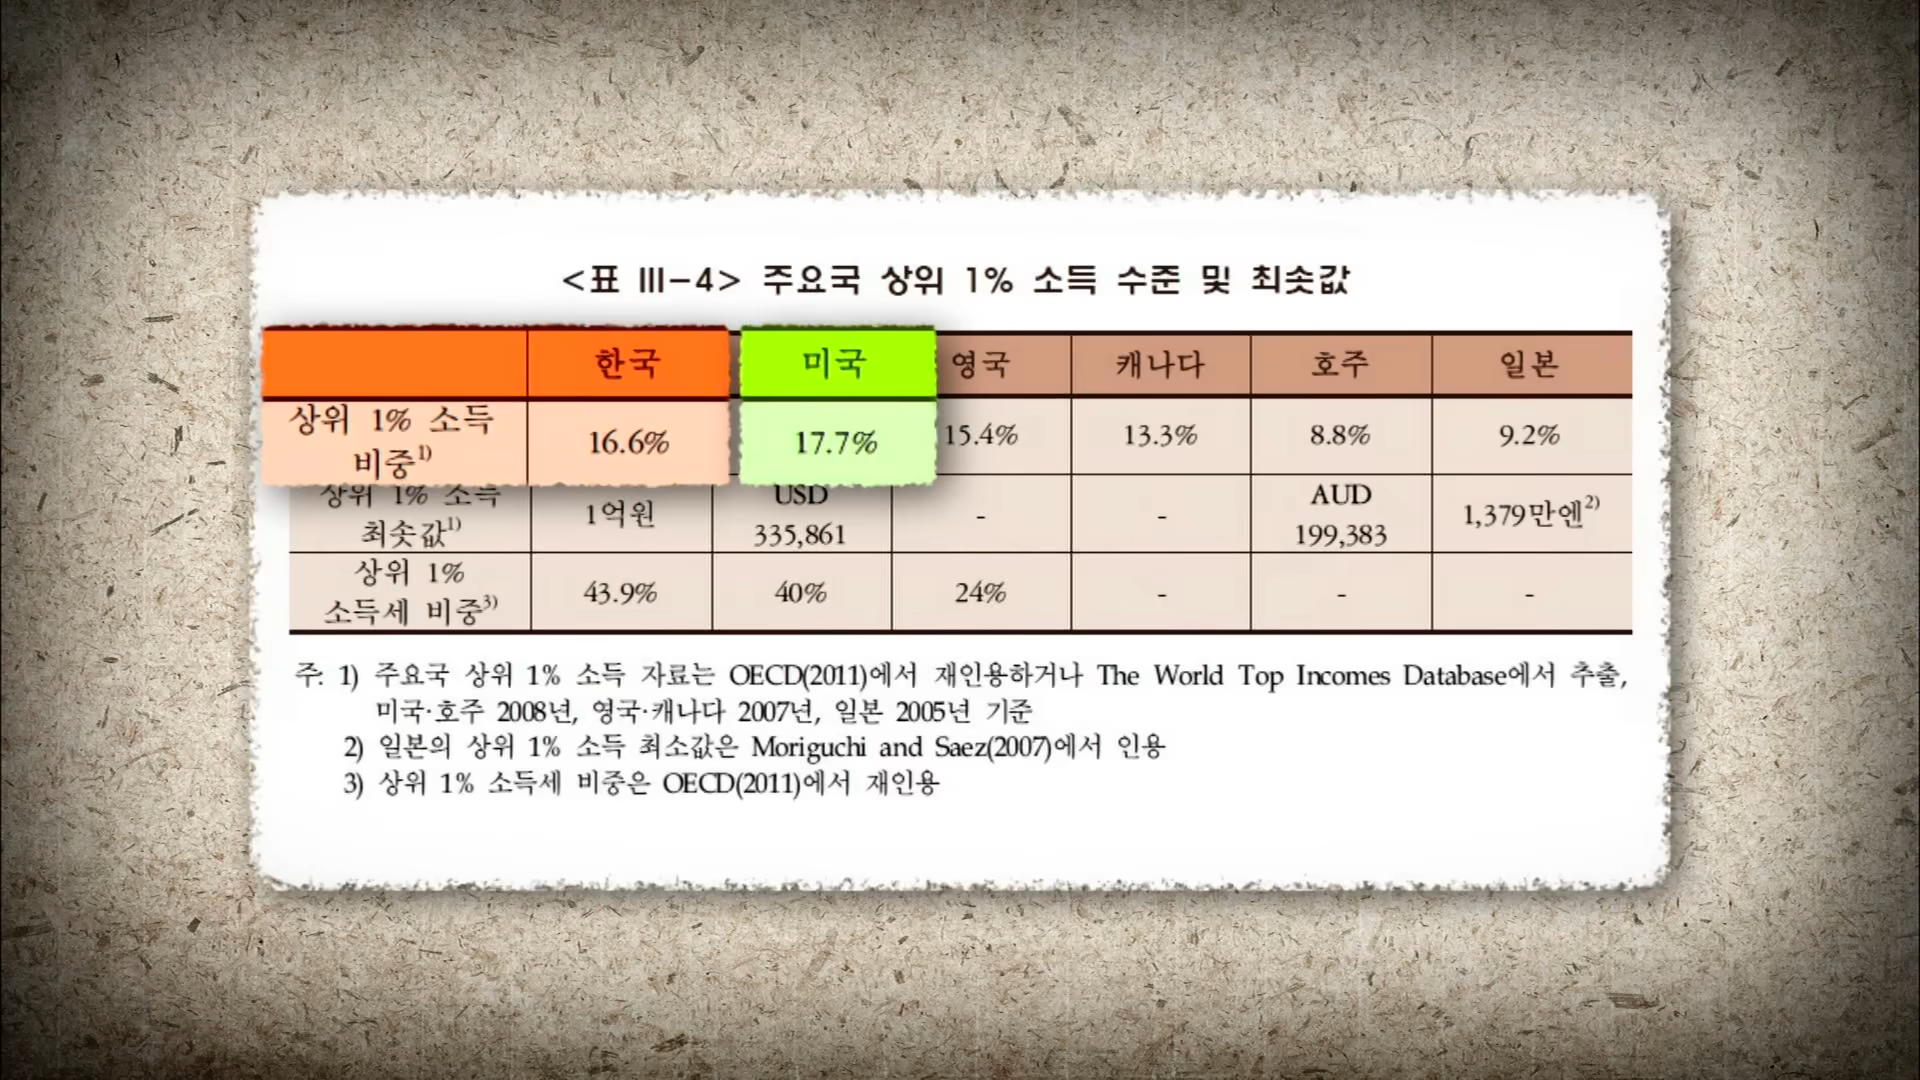 <표 III-4> 주요국 상위 1% 소득 수준 및 최솟값
한국 미국 영국 캐나다 호주 일본
상위 1% 소득
비중1) 16.6% 17.7% 15.4% 13.3% 8.8% 9.2%
상위 1% 소득 USD AUD
최솟값1) 1억원 335,861 - - 199,383 1,379만엔2)
상위 1%
소득세 비중3) 43.9% 40% 24% - - -
주: 1) 주요국 상위 1% 소득 자료는 OECD(2011)에서 재인용하거나 The World Top Incomes Database에서 추출,
미국·호주 2008년, 영국·캐나다 2007년, 일본 2005년 기준
2) 일본의 상위 1% 소득 최소값은 Moriguchi and Saez(2007)에서 인용
3) 상위 1% 소득세 비중은 OECD(2011)에서 재인용